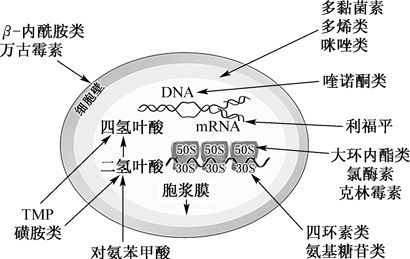 多黏菌素
多烯类
咪唑类
β-内酰胺类
万古霉素
细胞壁
DNA
喹诺酮类
四氢叶酸
mRNA
利福平
50S 50S 50S
大环内酯类
氯酶素
克林霉素
二氢叶酸
30S 30S 30S
胞浆膜
TMP
磺胺类
对氨苯甲酸
四环素类
氨基糖苷类